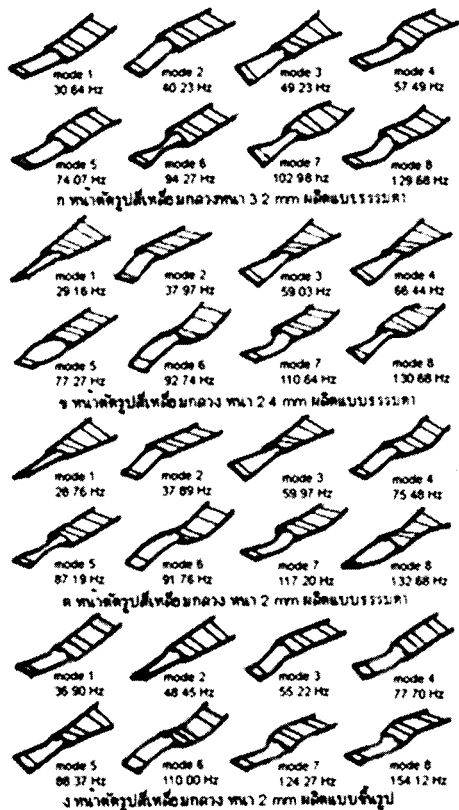 mode 1 mode 2 mode 3 mode 4
30.64 Hz 40.23 Hz 49.23 Hz 57.49 Hz
mode 5 mode 6 mode 7 mode 8
74.07 Hz 94.27 Hz 102.98 hz 129.68 Hz
ก หน้าตัดรูปสี่เหลี่ยมกลวงหนา 3.2 mm ผลิตแบบธรรมดา
mode 1 mode 2 mode 3 mode 4
29.16 Hz 37.97 Hz 59.03 Hz 66.44 Hz
mode 5 mode 6 mode 7 mode 8
77.27 Hz 92.74 Hz 110.64 Hz 130.68 Hz
ข หน้าตัดรูปสี่เหลี่ยมกลวง หนา 2.4 mm ผลิตแบบธรรมดา
mode 1 mode 2 mode 3 mode 4
28.76 Hz 37.89 Hz 59.97 Hz 75.48 Hz
mode 5 mode 6 mode 7 mode 8
87.19 Hz 91.76 Hz 117.20 Hz 132.68 Hz
ค หน้าตัดรูปสี่เหลี่ยมกลวง หนา 2 mm ผลิตแบบธรรมดา
mode 1 mode 2 mode 3 mode 4
36.90 Hz 48.45 Hz 55.22 Hz 77.70 Hz
mode 5 mode 6 mode 7 mode 8
88.37 Hz 110.00 Hz 124.27 Hz 154.12 Hz
ง หน้าตัดรูปสี่เหลี่ยมกลวง หนา 2 mm ผลิตแบบขึ้นรูป